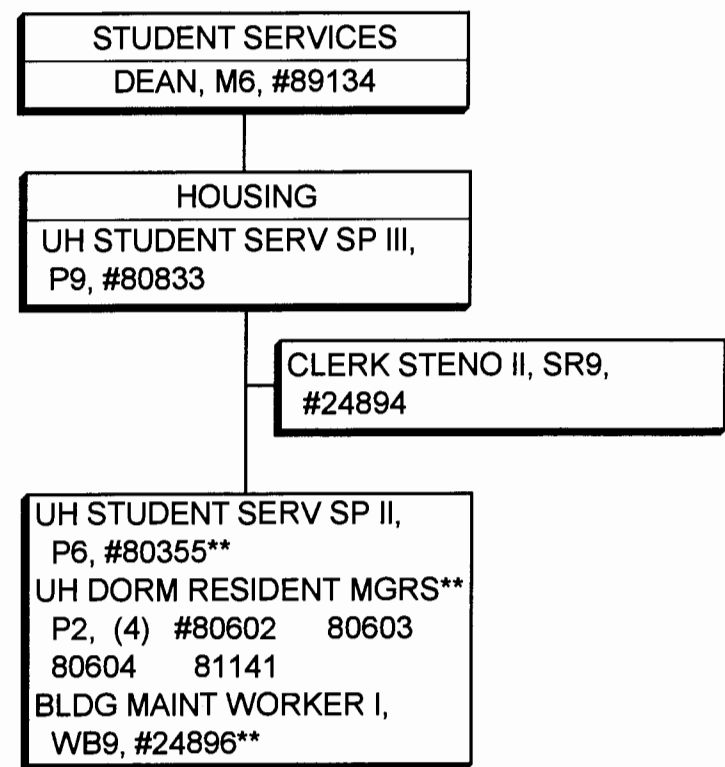 STUDENT SERVICES
DEAN, M6, #89134
HOUSING
UH STUDENT SERV SP III,
P9, #80833
CLERK STENO II, SR9,
#24894
UH STUDENT SERV SP II,
P6, #80355**
UH DORM RESIDENT MGRS**
P2, (4) #80602 80603
80604 81141
BLDG MAINT WORKER I,
WB9, #24896**